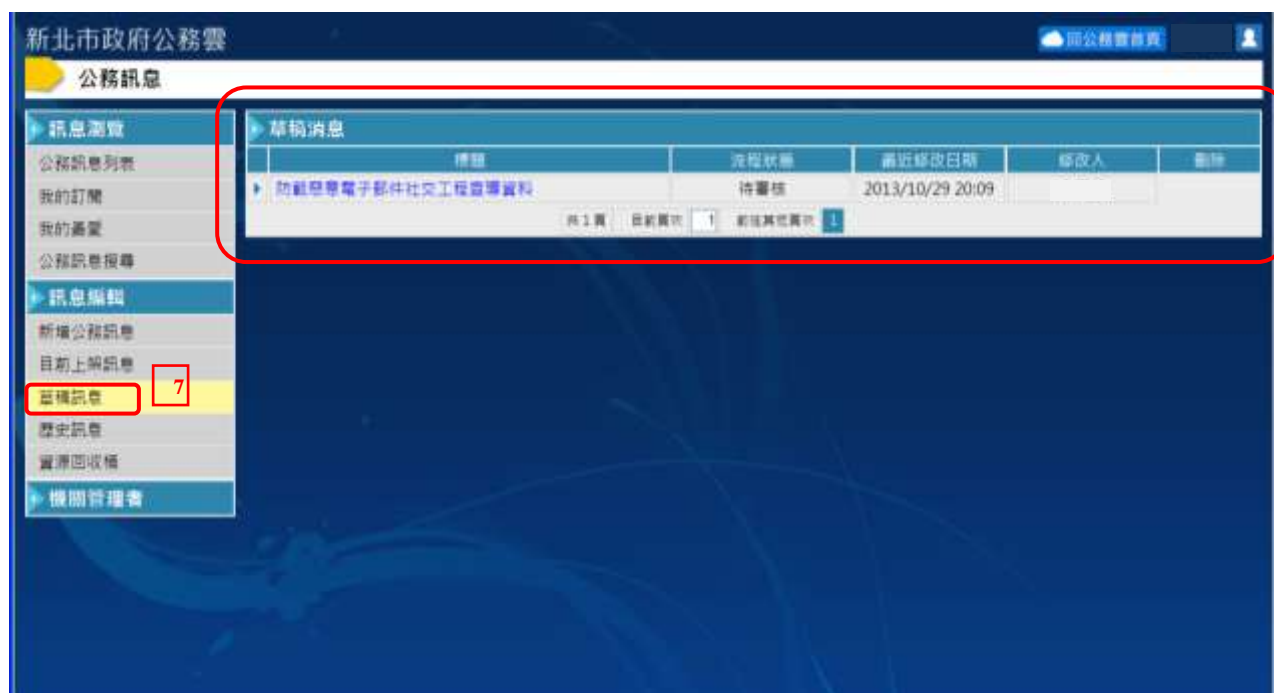 新北市政府公務雲
回公務雲首頁
公務訊息
訊息瀏覽
公務訊息列表
我的訂閱
我的最愛
公務訊息搜尋
訊息編輯
新增公務訊息
目前上架訊息
草稿訊息
7
歷史訊息
資源回收桶
機關管理者
草稿消息
標題 流程狀態 最近修改日期 修改人 刪除
防範惡意電子郵件社交工程宣導資料 待審核 2013/10/29 20:09
共 1 頁 目前頁次 1 前往其他頁次 1